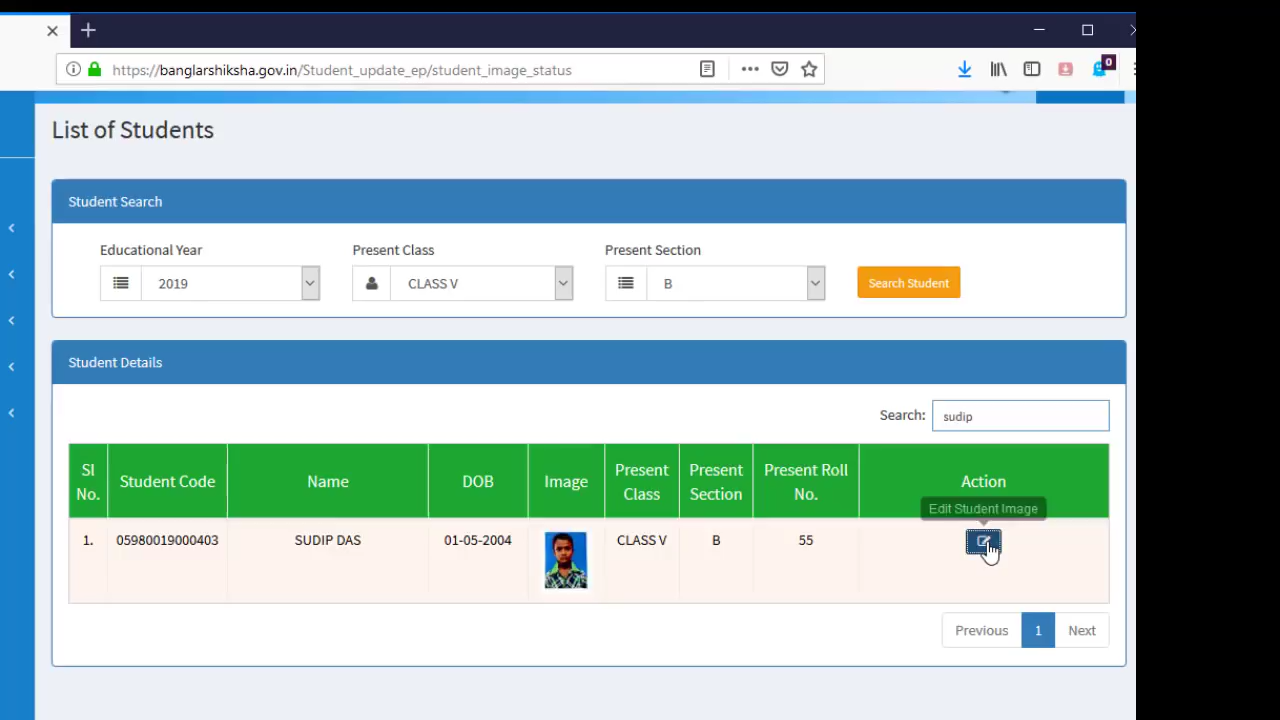 https://banglarshiksha.gov.in/Student_update_ep/student_image_status
0
List of Students
Student Search
Educational Year Present Class Present Section
2019 CLASS V B Search Student
Student Details
Search: sudip
Sl No. Student Code Name DOB Image Present Class Present Section Present Roll No. Action
Edit Student Image
1. 05980019000403 SUDIP DAS 01-05-2004 CLASS V B 55
Previous 1 Next